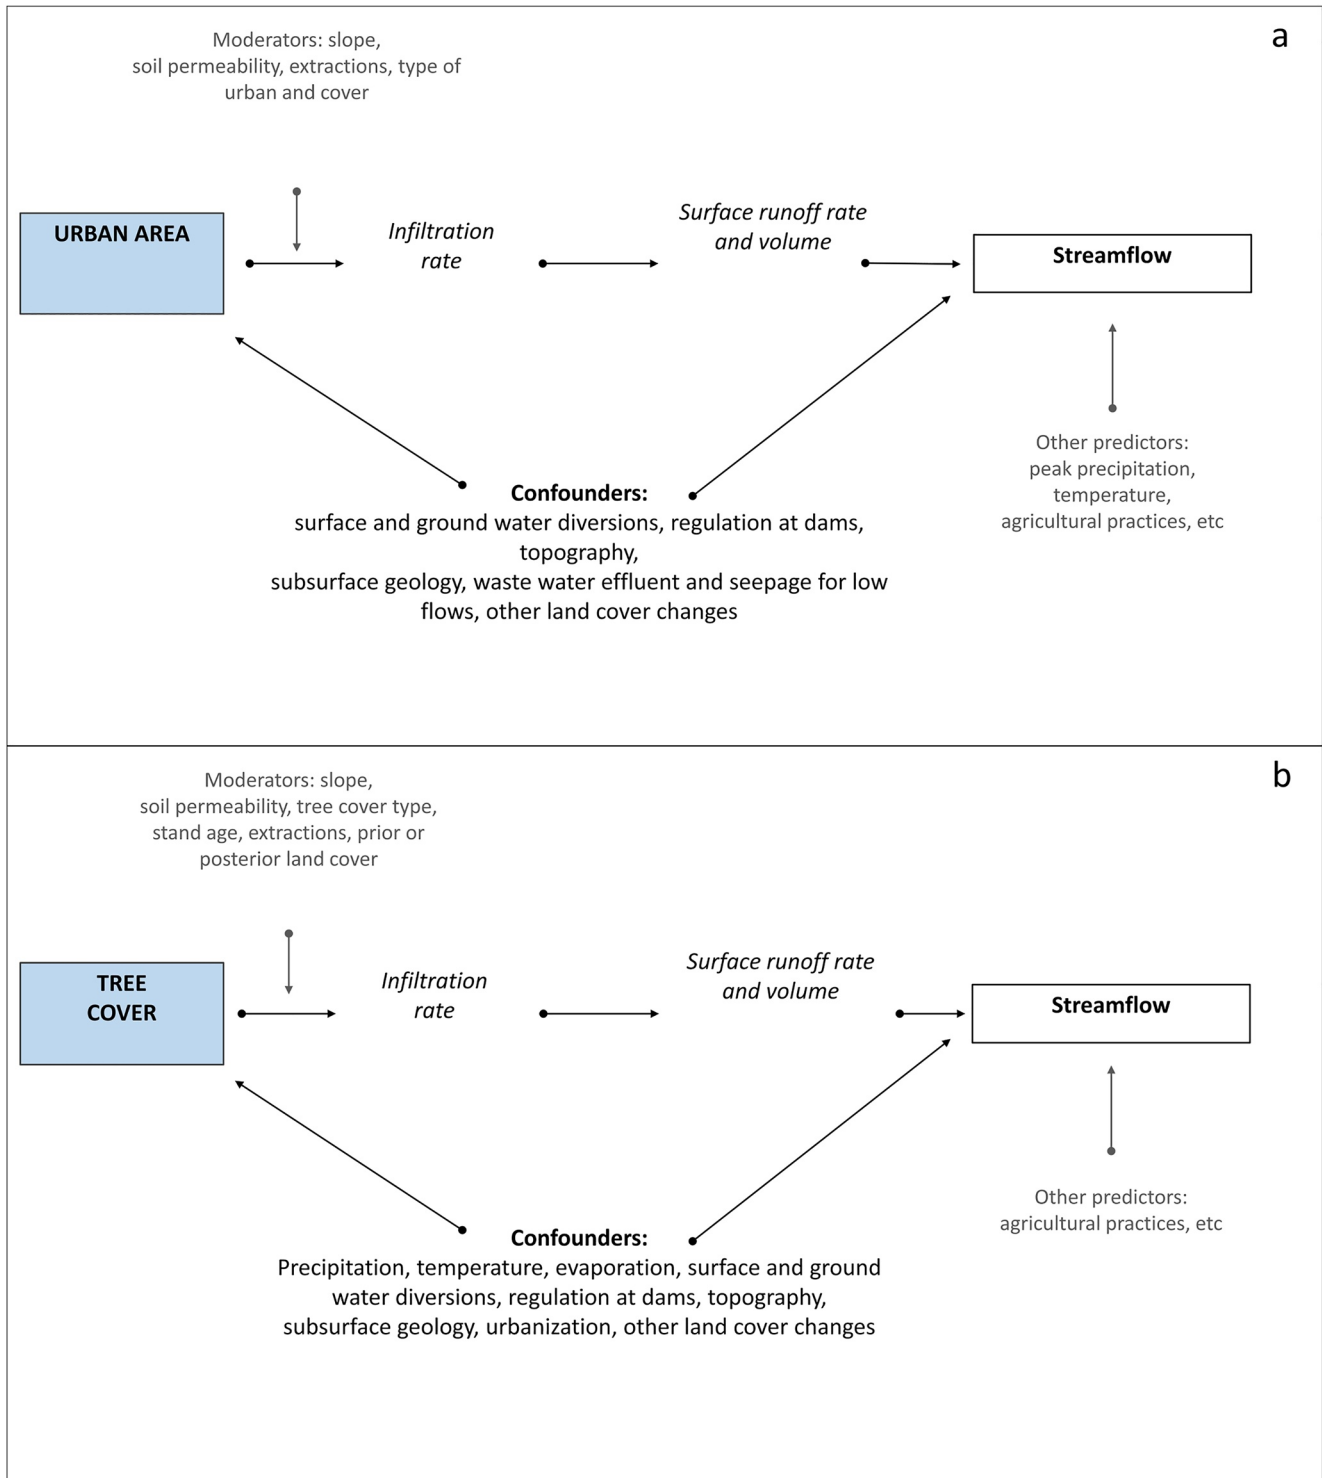 a
Moderators: slope,
soil permeability, extractions, type of
urban and cover
URBAN AREA
Infiltration
rate
Surface runoff rate
and volume
Streamflow
Other predictors:
peak precipitation,
temperature,
agricultural practices, etc
Confounders:
surface and ground water diversions, regulation at dams,
topography,
subsurface geology, waste water effluent and seepage for low
flows, other land cover changes
b
Moderators: slope,
soil permeability, tree cover type,
stand age, extractions, prior or
posterior land cover
TREE
COVER
Infiltration
rate
Surface runoff rate
and volume
Streamflow
Other predictors:
agricultural practices, etc
Confounders:
Precipitation, temperature, evaporation, surface and ground
water diversions, regulation at dams, topography,
subsurface geology, urbanization, other land cover changes